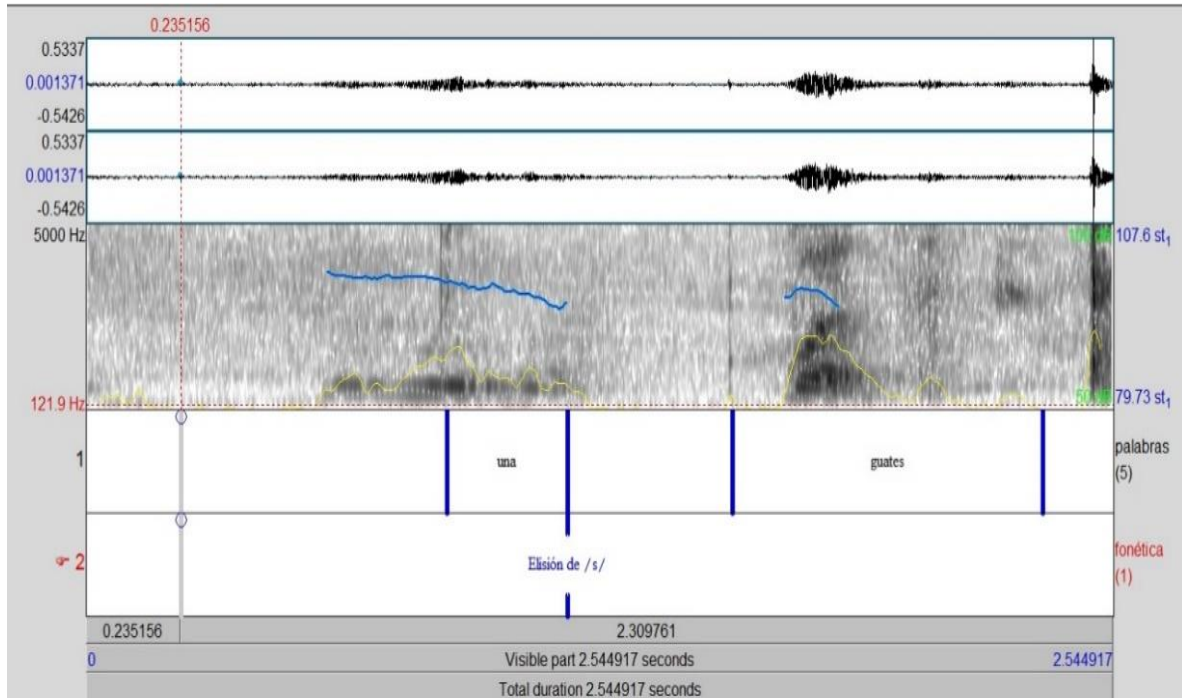 0.235156
0.5337
0.001371
-0.5426
0.5337
0.001371
-0.5426
5000 Hz
107.6 st₁
121.9 Hz
79.73 st₁
1
una
guates
palabras
(5)
2
Elisión de /s/
fonética
(1)
0.235156
2.309761
0
Visible part 2.544917 seconds
2.544917
Total duration 2.544917 seconds